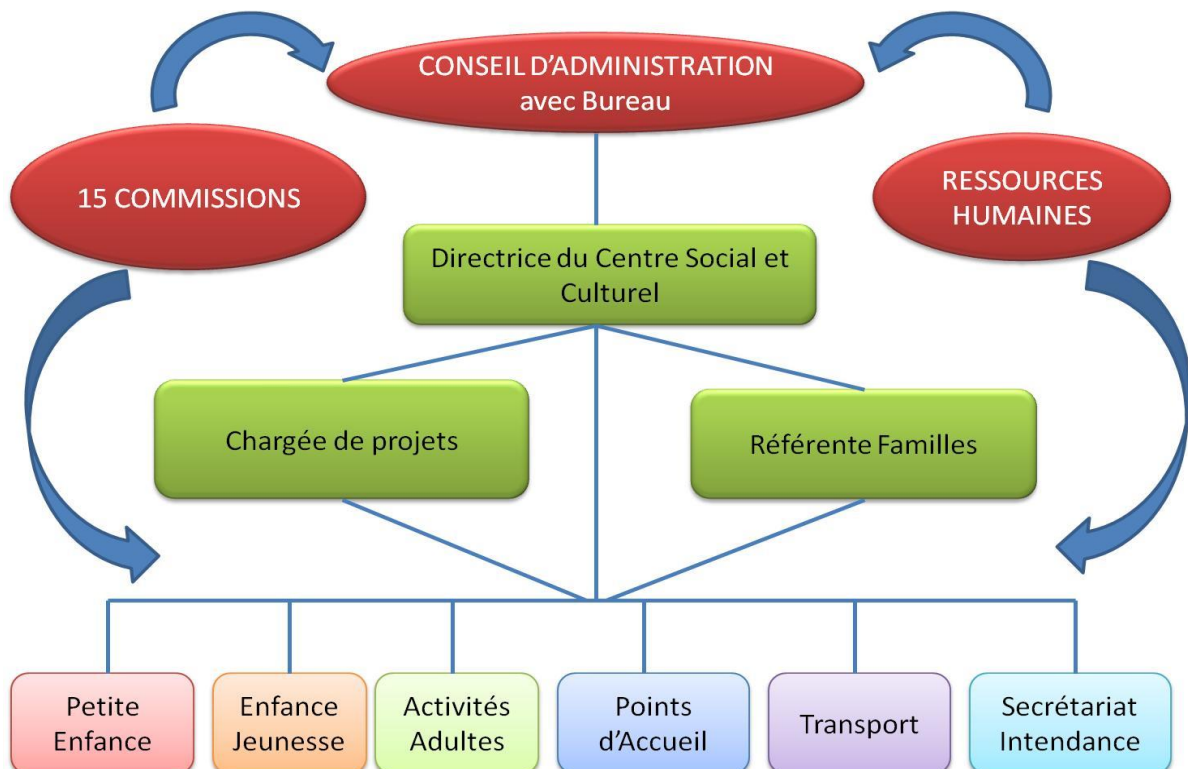 CONSEIL D'ADMINISTRATION
avec Bureau
15 COMMISSIONS
RESSOURCES
HUMAINES
Directrice du Centre Social et
Culturel
Chargée de projets
Référente Familles
Petite
Enfance
Enfance
Jeunesse
Activités
Adultes
Points
d'Accueil
Transport
Secrétariat
Intendance